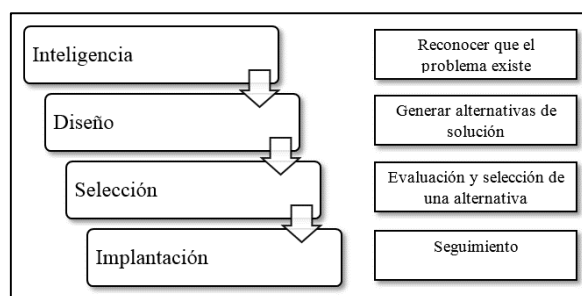 Inteligencia
Reconocer que el
problema existe
Diseño
Generar alternativas de
solución
Selección
Evaluación y selección de
una alternativa
Implantación
Seguimiento